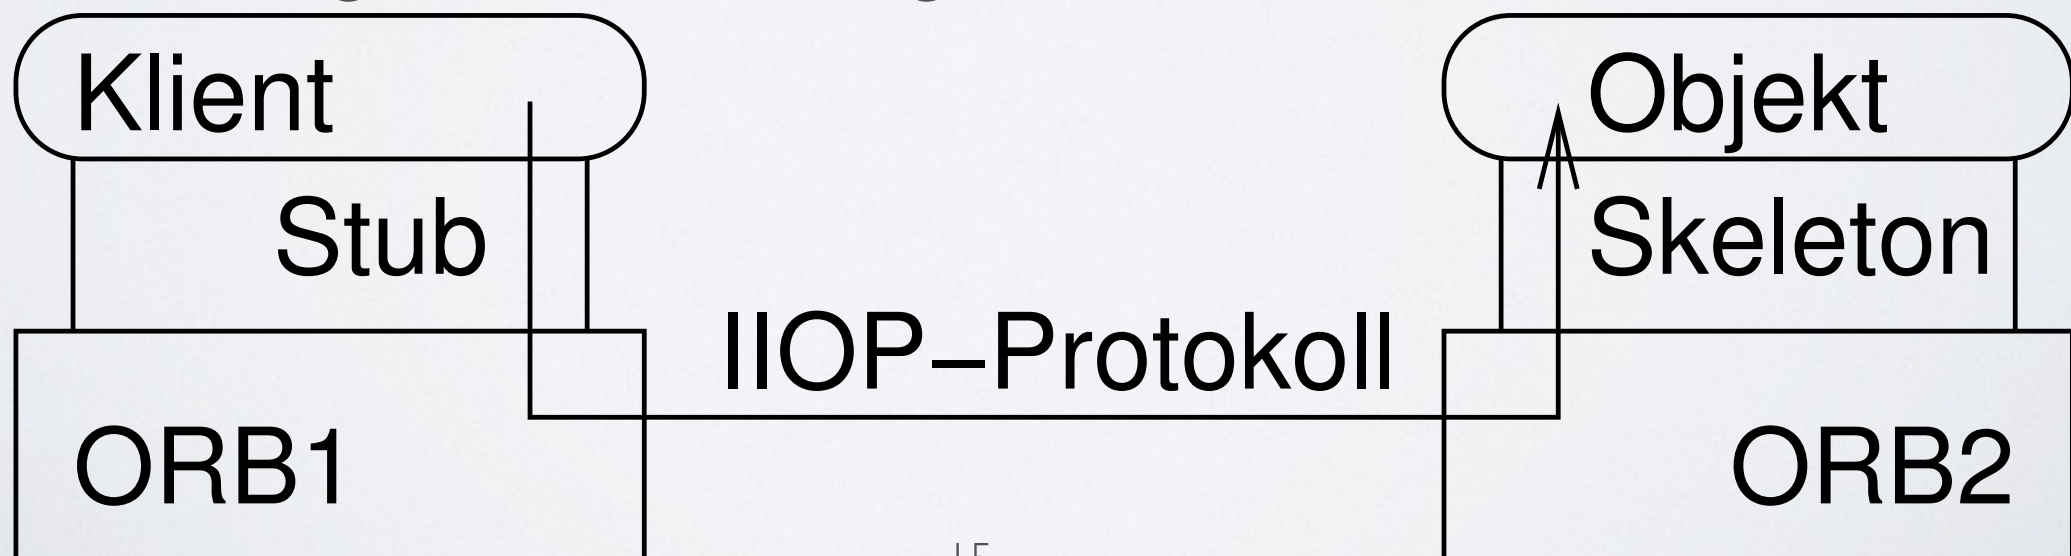 Klient
Objekt
Stub
Skeleton
IIOP–Protokoll
ORB1
ORB2